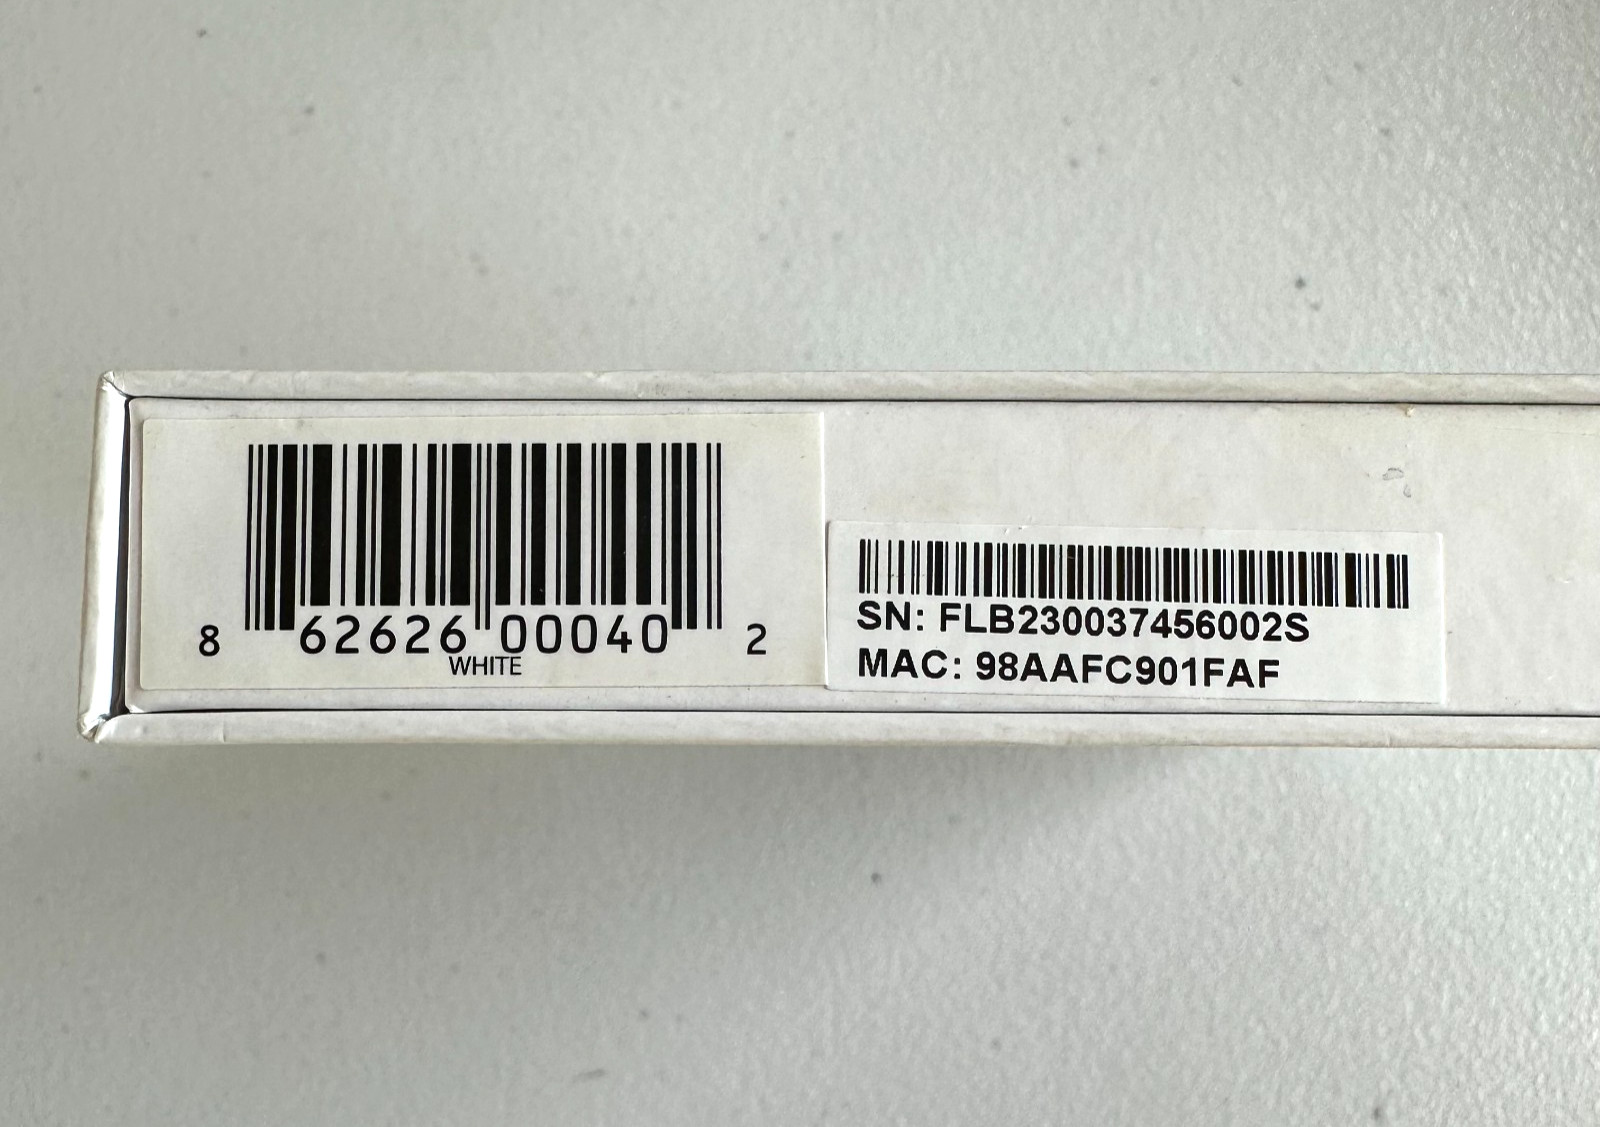 8 62626 00040 2
WHITE
SN: FLB230037456002S
MAC: 98AAFC901FAF